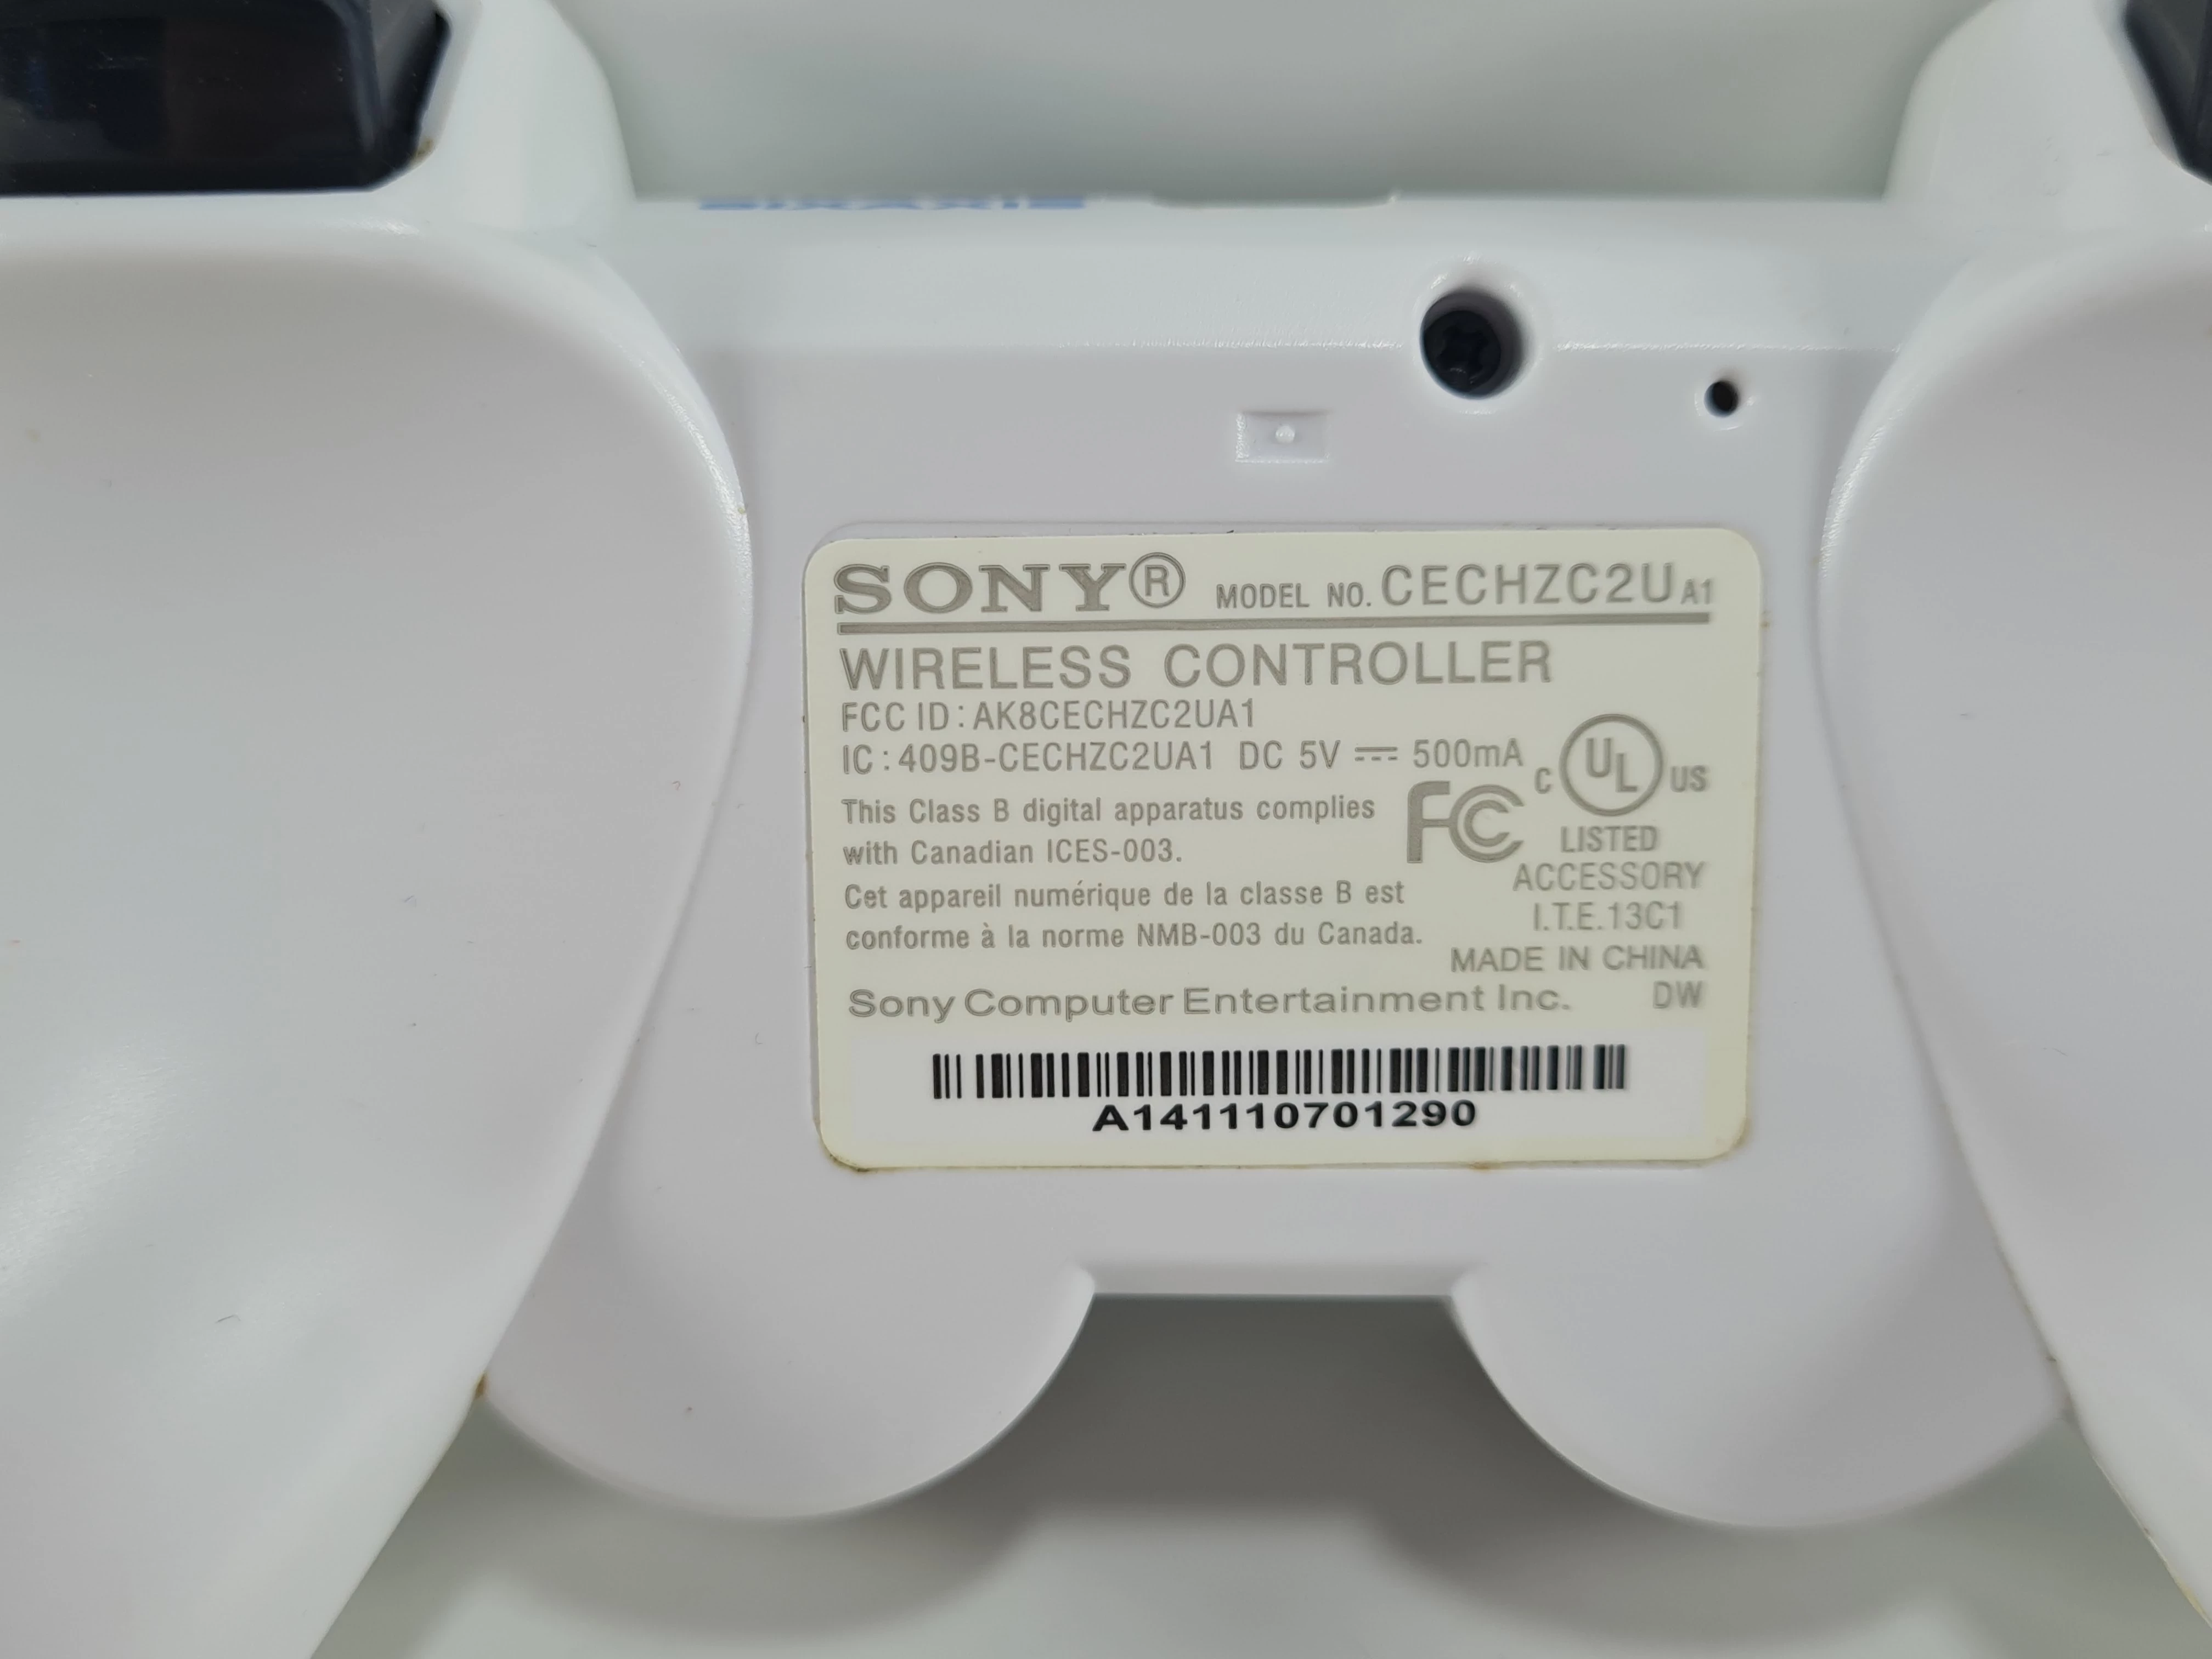 SONY® MODEL NO. CECHZC2U A1
WIRELESS CONTROLLER
FCC ID : AK8CECHZC2UA1
IC : 409B-CECHZC2UA1 DC 5V ⎓ 500mA
C UL US
LISTED
ACCESSORY
I.T.E.13C1
FC
This Class B digital apparatus complies
with Canadian ICES-003.
Cet appareil numérique de la classe B est
conforme à la norme NMB-003 du Canada.
MADE IN CHINA
Sony Computer Entertainment Inc. DW
A141110701290